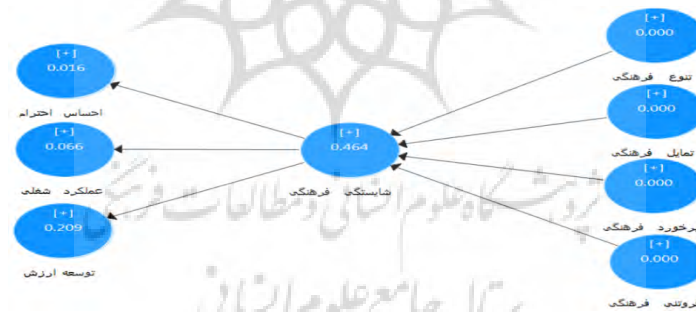 [+]
0.000
تنوع فرهنگی
[+]
0.016
احساس احترام
[+]
0.000
تمایل فرهنگی
[+]
0.464
شایستگی فرهنگی
[+]
0.066
عملکرد شغلی
[+]
0.000
برخورد فرهنگی
[+]
0.209
توسعه ارزش
[+]
0.000
فروتنی فرهنگی
پژوهشگاه علوم انسانی و مطالعات فرهنگی
پرتال جامع علوم انسانی